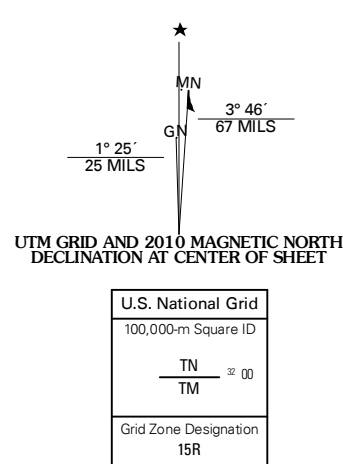 MN
3° 46´
GN
67 MILS
1° 25´
25 MILS
UTM GRID AND 2010 MAGNETIC NORTH
DECLINATION AT CENTER OF SHEET
U.S. National Grid
100,000-m Square ID
TN
32 00
TM
Grid Zone Designation
15R